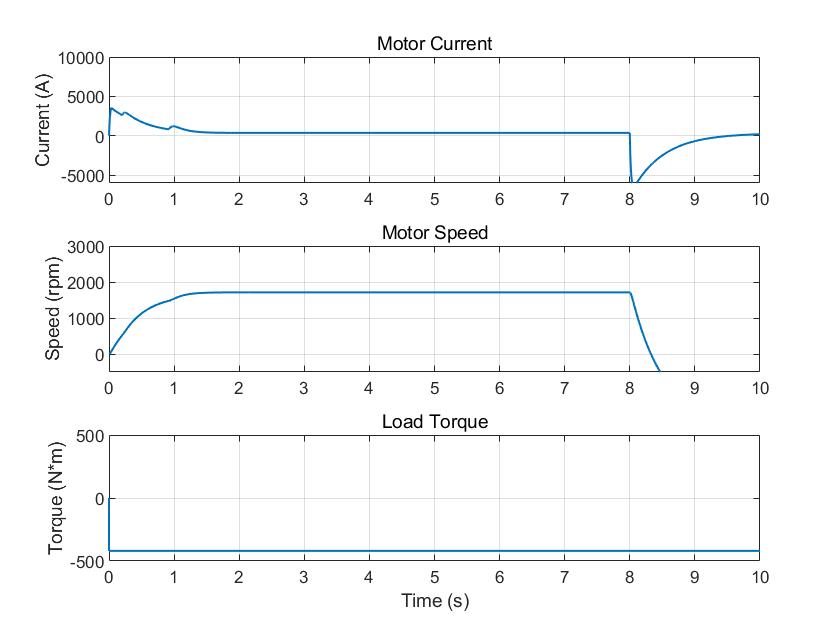 Motor Current
Current (A)
10000
5000
0
-5000
0 1 2 3 4 5 6 7 8 9 10
Motor Speed
Speed (rpm)
3000
2000
1000
0
0 1 2 3 4 5 6 7 8 9 10
Load Torque
Torque (N*m)
500
0
-500
0 1 2 3 4 5 6 7 8 9 10
Time (s)